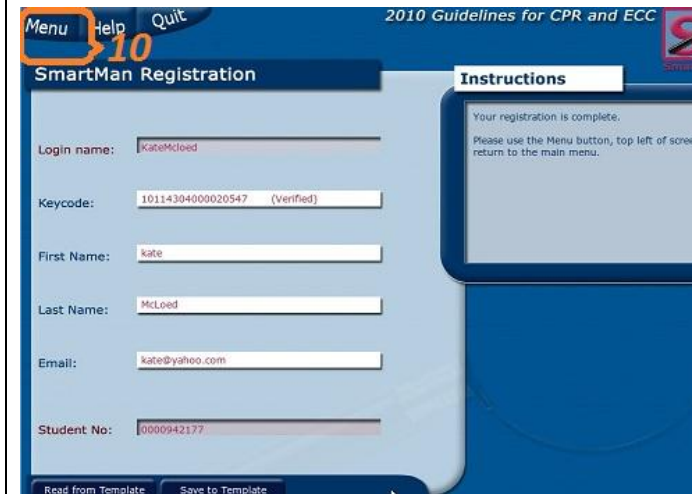 Menu Help Quit
2010 Guidelines for CPR and ECC
10
SmartMan Registration
Instructions
Your registration is complete.
Please use the Menu button, top left of
return to the main menu.
Login name: KateMcloed
Keycode: 10114304000020547 (Verified)
First Name: kate
Last Name: McLoed
Email: kate@yahoo.com
Student No: 0000942177
Read from Template Save to Template